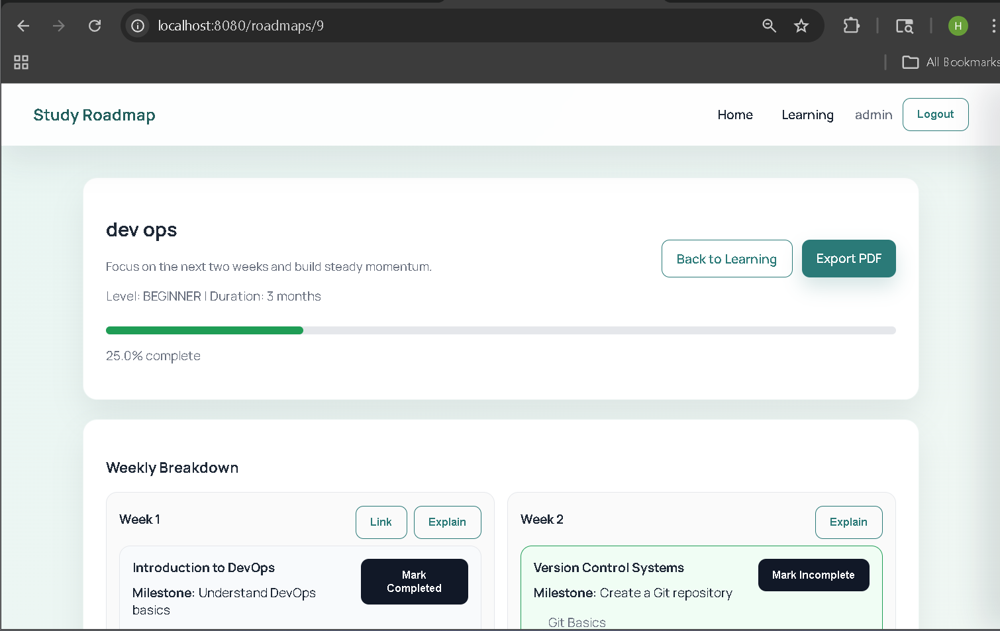 localhost:8080/roadmaps/9
H
All Bookmarks
Study Roadmap
Home
Learning
admin
Logout
dev ops
Focus on the next two weeks and build steady momentum.
Level: BEGINNER | Duration: 3 months
Back to Learning
Export PDF
25.0% complete
Weekly Breakdown
Week 1
Link
Explain
Introduction to DevOps
Mark
Completed
Milestone: Understand DevOps
basics
Week 2
Explain
Version Control Systems
Mark Incomplete
Milestone: Create a Git repository
Git Basics